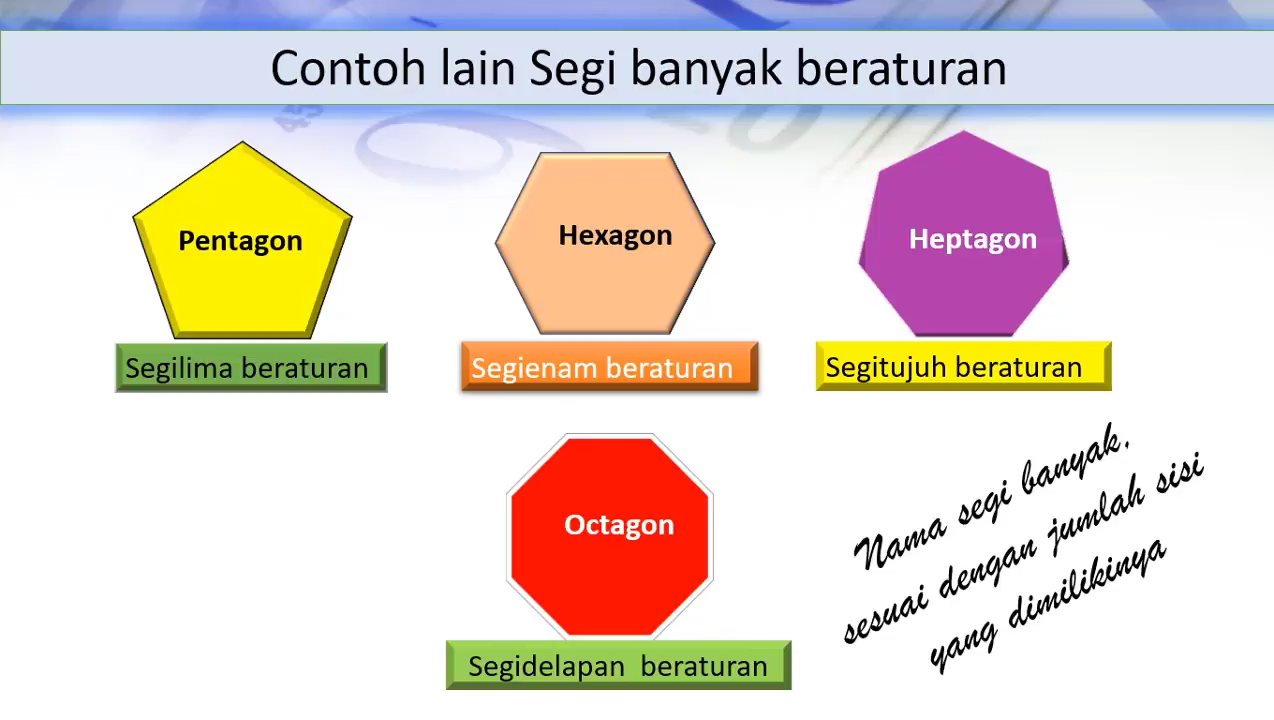 Contoh lain Segi banyak beraturan
Pentagon
Hexagon
Heptagon
Segilima beraturan
Segienam beraturan
Segitujuh beraturan
Octagon
Segidelapan beraturan
Nama segi banyak.
sesuai dengan jumlah sisi
yang dimilikinya